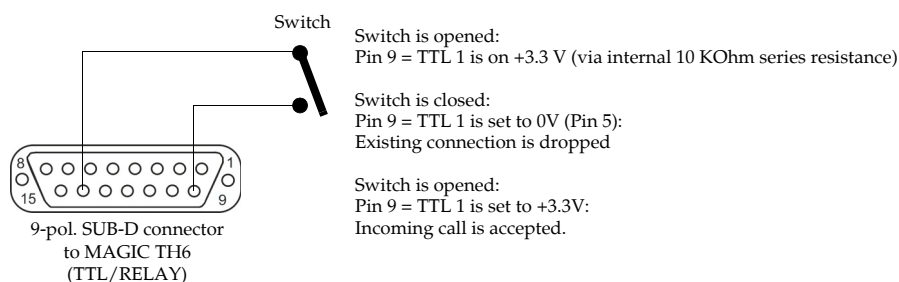 Switch
Switch is opened:
Pin 9 = TTL 1 is on +3.3 V (via internal 10 KOhm series resistance)
Switch is closed:
Pin 9 = TTL 1 is set to 0V (Pin 5):
Existing connection is dropped
Switch is opened:
Pin 9 = TTL 1 is set to +3.3V:
Incoming call is accepted.
8
1
15
9
9-pol. SUB-D connector
to MAGIC TH6
(TTL/RELAY)